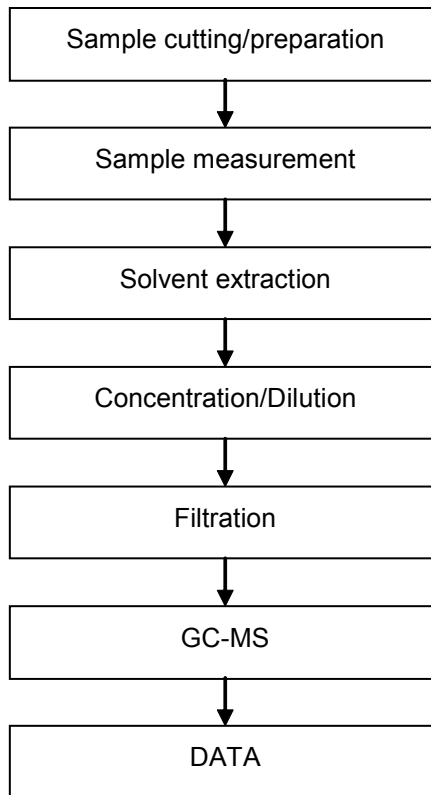 Sample cutting/preparation
Sample measurement
Solvent extraction
Concentration/Dilution
Filtration
GC-MS
DATA